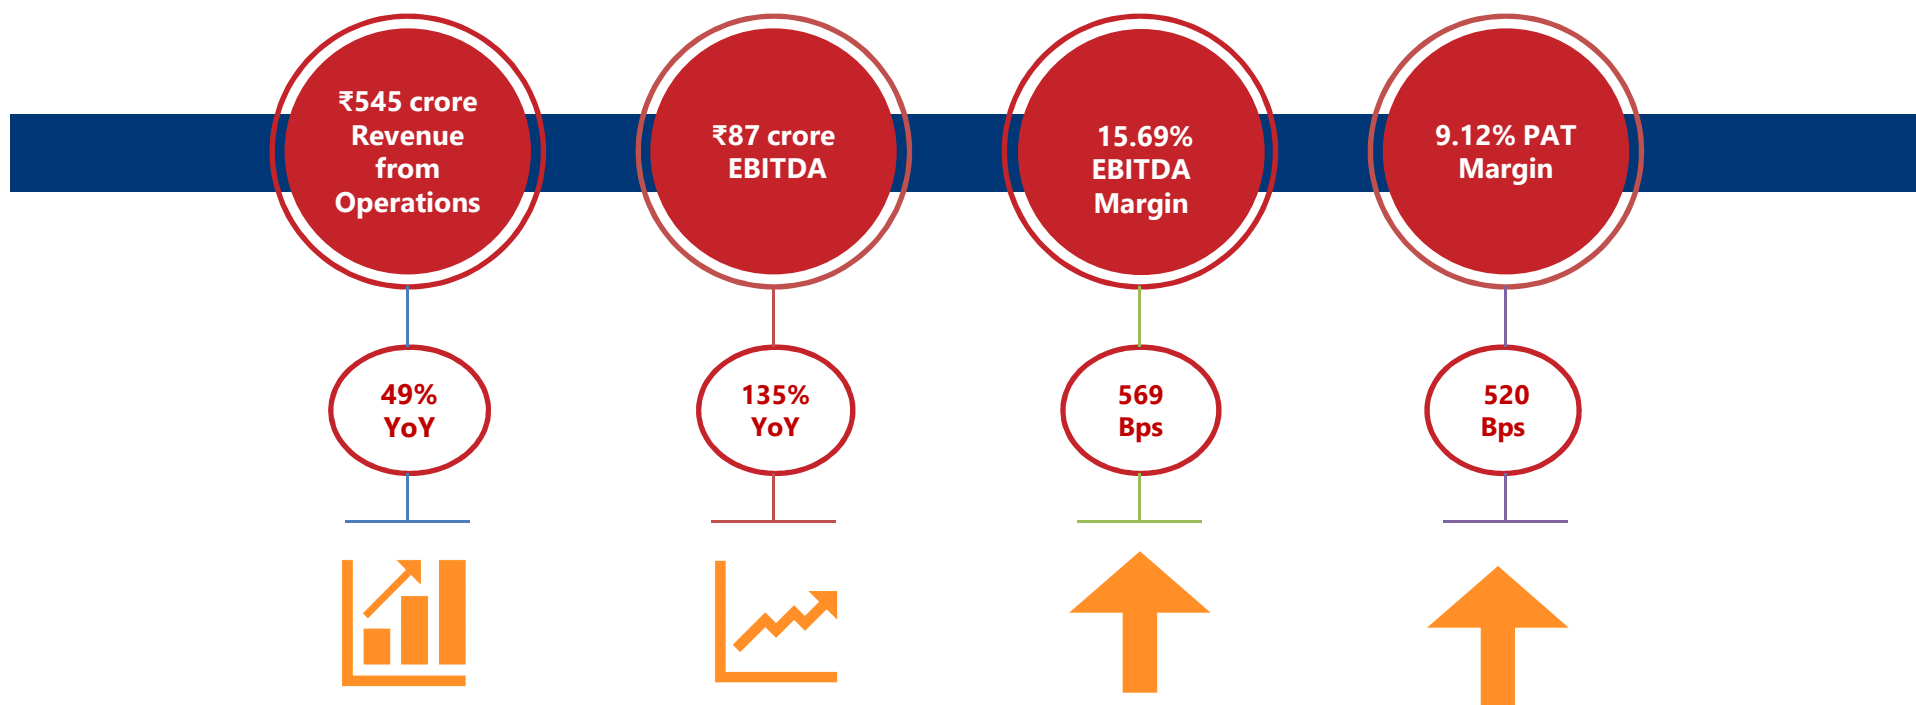 ₹545 crore
Revenue
from
Operations
₹87 crore
EBITDA
15.69%
EBITDA
Margin
9.12% PAT
Margin
49%
YoY
135%
YoY
569
Bps
520
Bps